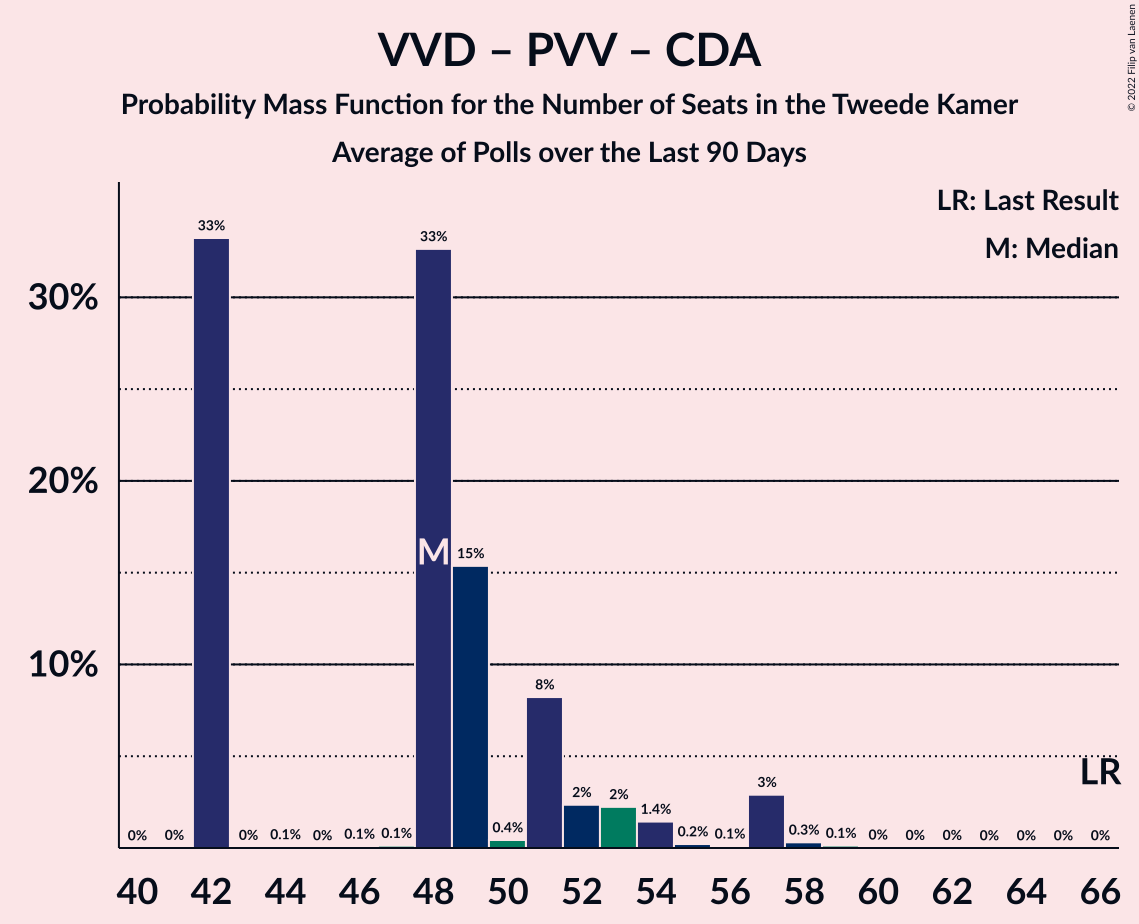 © 2022 Filip van Laenen
VVD – PVV – CDA
Probability Mass Function for the Number of Seats in the Tweede Kamer
Average of Polls over the Last 90 Days
LR: Last Result
M: Median
30%
20%
10%
0% 0% 33% 0% 0.1% 0% 0.1% 0.1% 33% 15% 0.4% 8% 2% 2% 1.4% 0.2% 0.1% 3% 0.3% 0.1% 0% 0% 0% 0% 0% 0% 0%
M
LR
40 42 44 46 48 50 52 54 56 58 60 62 64 66